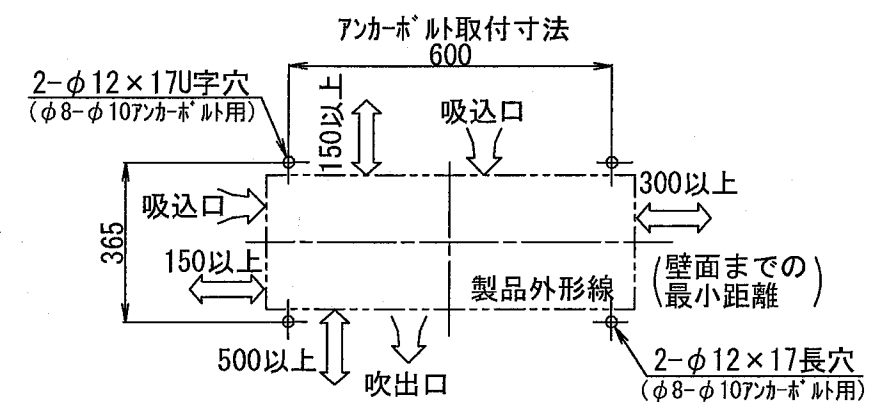 アンカーボルト取付寸法
600
2-φ12×17U字穴
(φ8-φ10アンカーボルト用)
150以上
吸込口
300以上
吸込口
365
150以上
(壁面までの
最小距離)
製品外形線
500以上
吹出口
2-φ12×17長穴
(φ8-φ10アンカーボルト用)